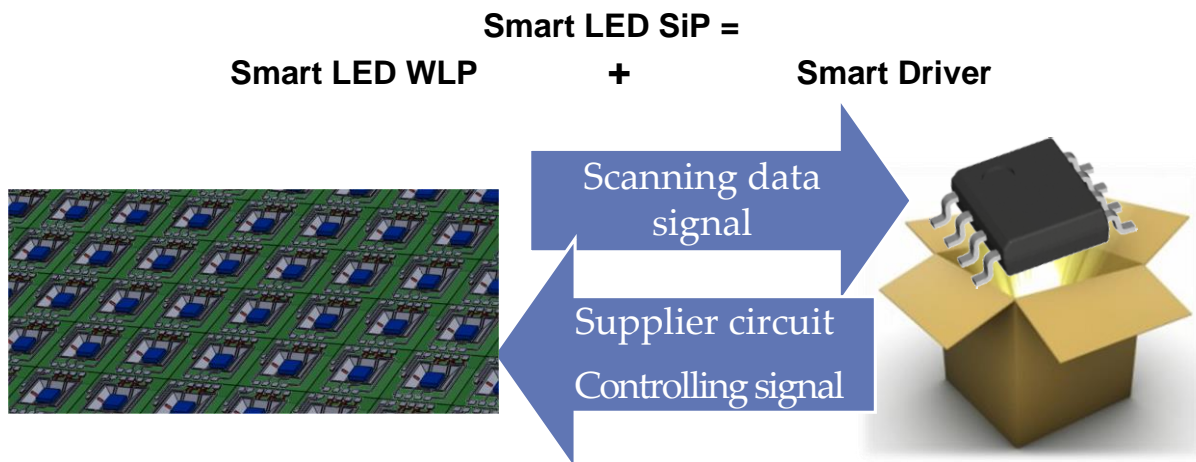 Smart LED SiP =
Smart LED WLP + Smart Driver
Scanning data
signal
Supplier circuit
Controlling signal